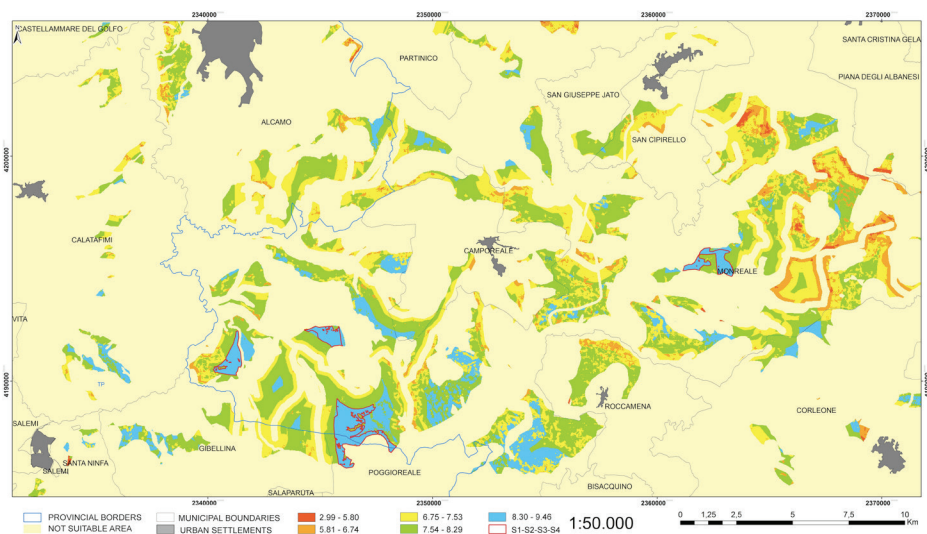 2340000 2350000 2360000 2370000
N
CASTELLAMMARE DEL GOLFO
SANTA CRISTINA GELA
PARTINICO
PIANA DEGLI ALBANESI
SAN GIUSEPPE JATO
ALCAMO
SAN CIPIRELLO
4200000
CALATAFIMI
CAMPOREALE
MONREALE
VITA
TP
4190000
ROCCAMENA
CORLEONE
SALEMI
GIBELLINA
SANTA NINFA
SALEMI
POGGIOREALE
BISACQUINO
SALAPARUTA
2340000 2350000 2360000 2370000
PROVINCIAL BORDERS MUNICIPAL BOUNDARIES 2.99 - 5.80 6.75 - 7.53 8.30 - 9.46
NOT SUITABLE AREA URBAN SETTLEMENTS 5.81 - 6.74 7.54 - 8.29 S1-S2-S3-S4
1:50.000
0 1,25 2,5 5 7,5 10
Km